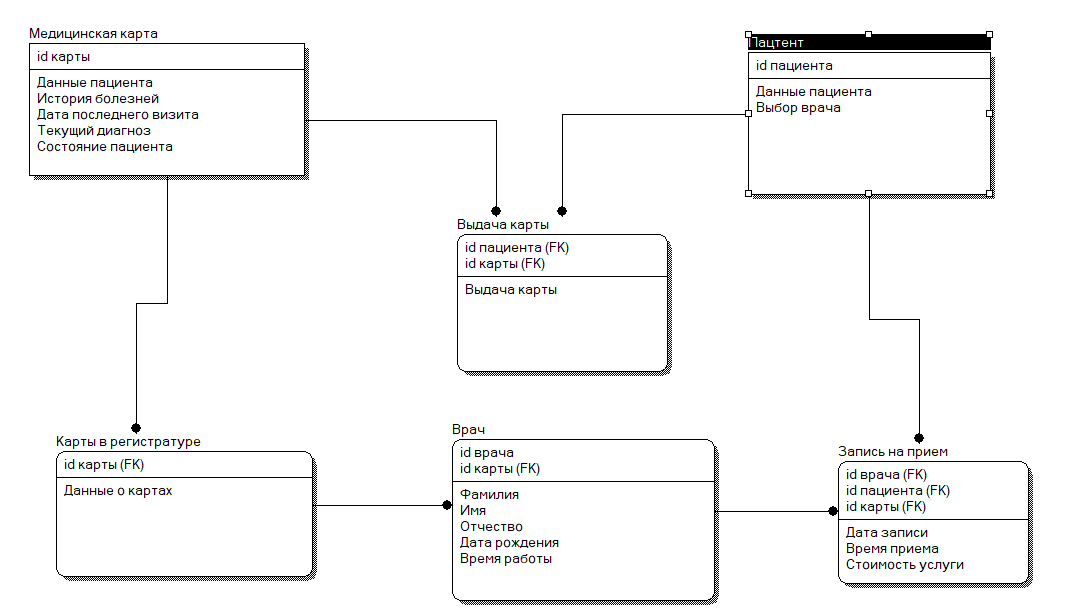 Медицинская карта
id карты
Данные пациента
История болезней
Дата последнего визита
Текущий диагноз
Состояние пациента
Пацтент
id пациента
Данные пациента
Выбор врача
Выдача карты
id пациента (FK)
id карты (FK)
Выдача карты
Карты в регистратуре
id карты (FK)
Данные о картах
Врач
id врача
id карты (FK)
Фамилия
Имя
Отчество
Дата рождения
Время работы
Запись на прием
id врача (FK)
id пациента (FK)
id карты (FK)
Дата записи
Время приема
Стоимость услуги